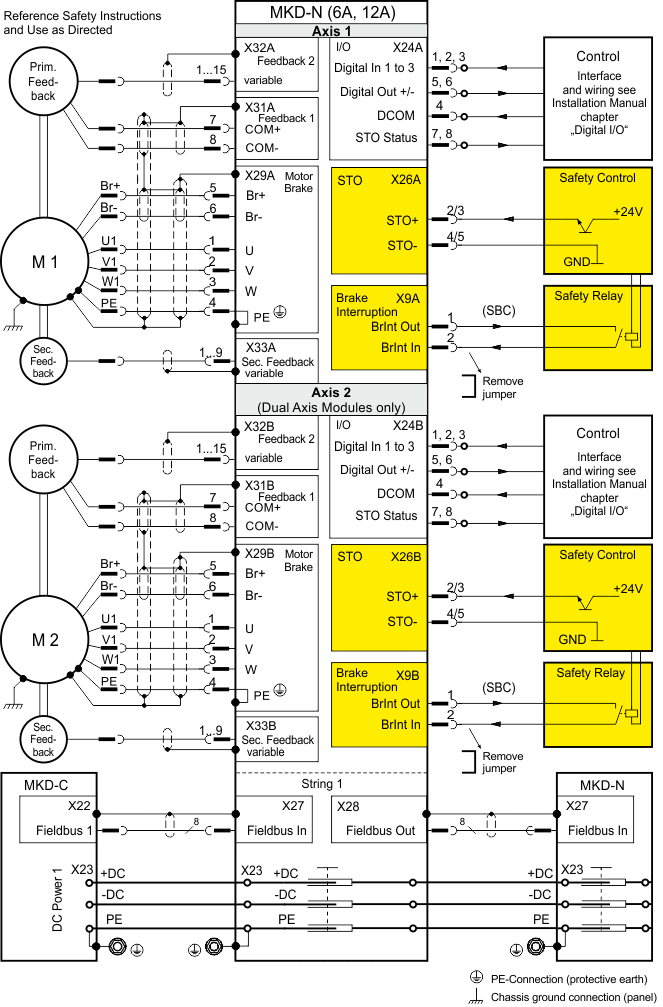 Reference Safety Instructions
and Use as Directed
MKD-N (6A, 12A)
Axis 1
Prim.
Feed-
back
1...15
X32A
Feedback 2
variable
X31A
Feedback 1
7
COM+
8
COM-
X29A
Motor
Brake
Br+
5
Br+
Br-
6
Br-
M 1
U1
1
U
V1
2
V
W1
3
W
PE
4
PE
Sec.
Feed-
back
1...9
X33A
Sec. Feedback
variable
I/O
X24A
Digital In 1 to 3
1, 2, 3
Digital Out +/-
5, 6
DCOM
4
STO Status
7, 8
Control
Interface
and wiring see
Installation Manual
chapter
„Digital I/O“
STO
X26A
STO+
2/3
STO-
4/5
Safety Control
+24V
GND
Brake
Interruption
X9A
BrInt Out
1
(SBC)
BrInt In
2
Safety Relay
Remove
jumper
Axis 2
(Dual Axis Modules only)
Prim.
Feed-
back
1...15
X32B
Feedback 2
variable
X31B
Feedback 1
7
COM+
8
COM-
X29B
Motor
Brake
Br+
5
Br+
Br-
6
Br-
M 2
U1
1
U
V1
2
V
W1
3
W
PE
4
PE
Sec.
Feed-
back
1...9
X33B
Sec. Feedback
variable
I/O
X24B
Digital In 1 to 3
1, 2, 3
Digital Out +/-
5, 6
DCOM
4
STO Status
7, 8
Control
Interface
and wiring see
Installation Manual
chapter
„Digital I/O“
STO
X26B
STO+
2/3
STO-
4/5
Safety Control
+24V
GND
Brake
Interruption
X9B
BrInt Out
1
(SBC)
BrInt In
2
Safety Relay
Remove
jumper
MKD-C
String 1
MKD-N
X22
Fieldbus 1
8
X27
Fieldbus In
X28
Fieldbus Out
8
X27
Fieldbus In
DC Power 1
X23
+DC
X23
+DC
+DC
X23
-DC
-DC
-DC
PE
PE
PE
PE-Connection (protective earth)
Chassis ground connection (panel)